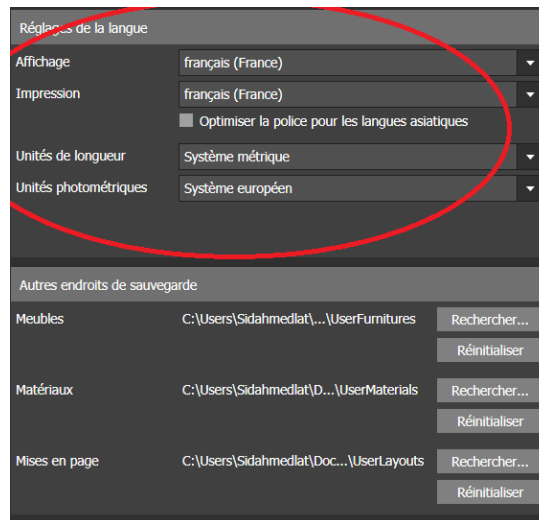 Réglages de la langue
Affichage français (France)
Impression français (France)
Optimiser la police pour les langues asiatiques
Unités de longueur Système métrique
Unités photométriques Système européen
Autres endroits de sauvegarde
Meubles C:\Users\Sidahmedlat\...\UserFurnitures Rechercher...
Réinitialiser
Matériaux C:\Users\Sidahmedlat\D...\UserMaterials Rechercher...
Réinitialiser
Mises en page C:\Users\Sidahmedlat\Doc...\UserLayouts Rechercher...
Réinitialiser